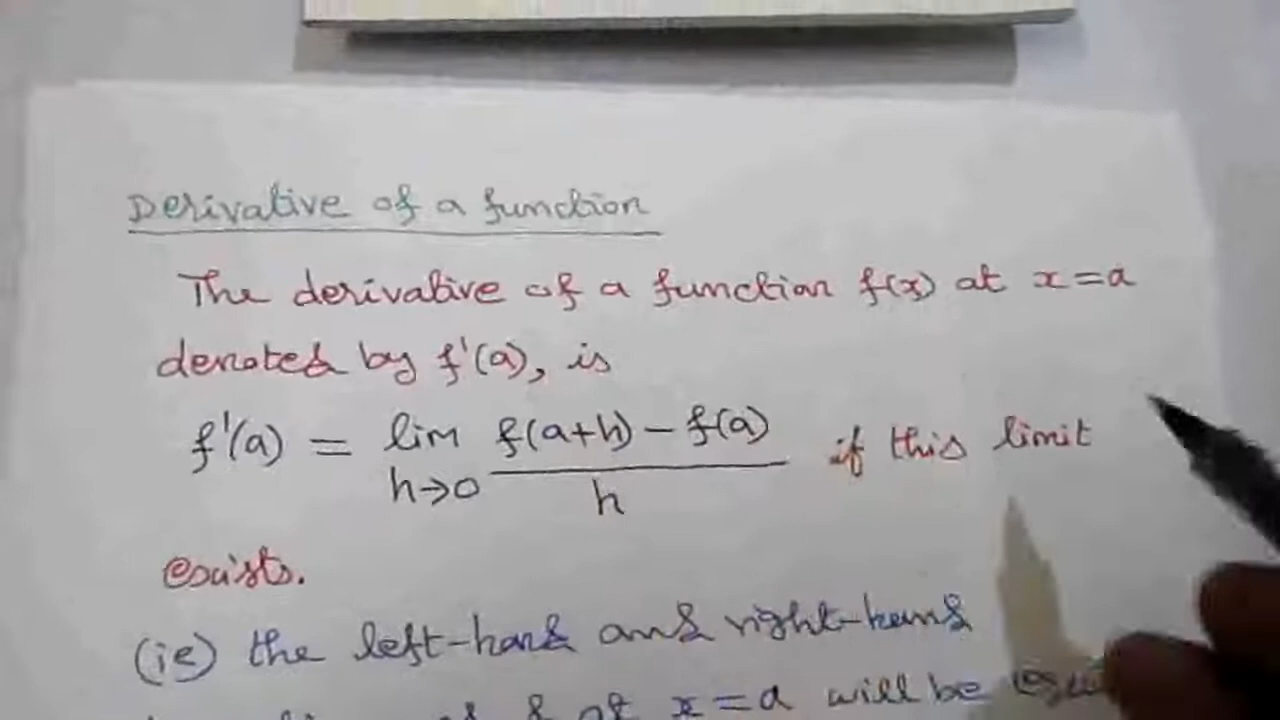 Derivative of a function
The derivative of a function f(x) at x=a
denoted by f'(a), is
f'(a) = lim h→0 f(a+h) − f(a) / h if this limit
exists.
(ie) the left-hand and right-hand
of f at x=a will be